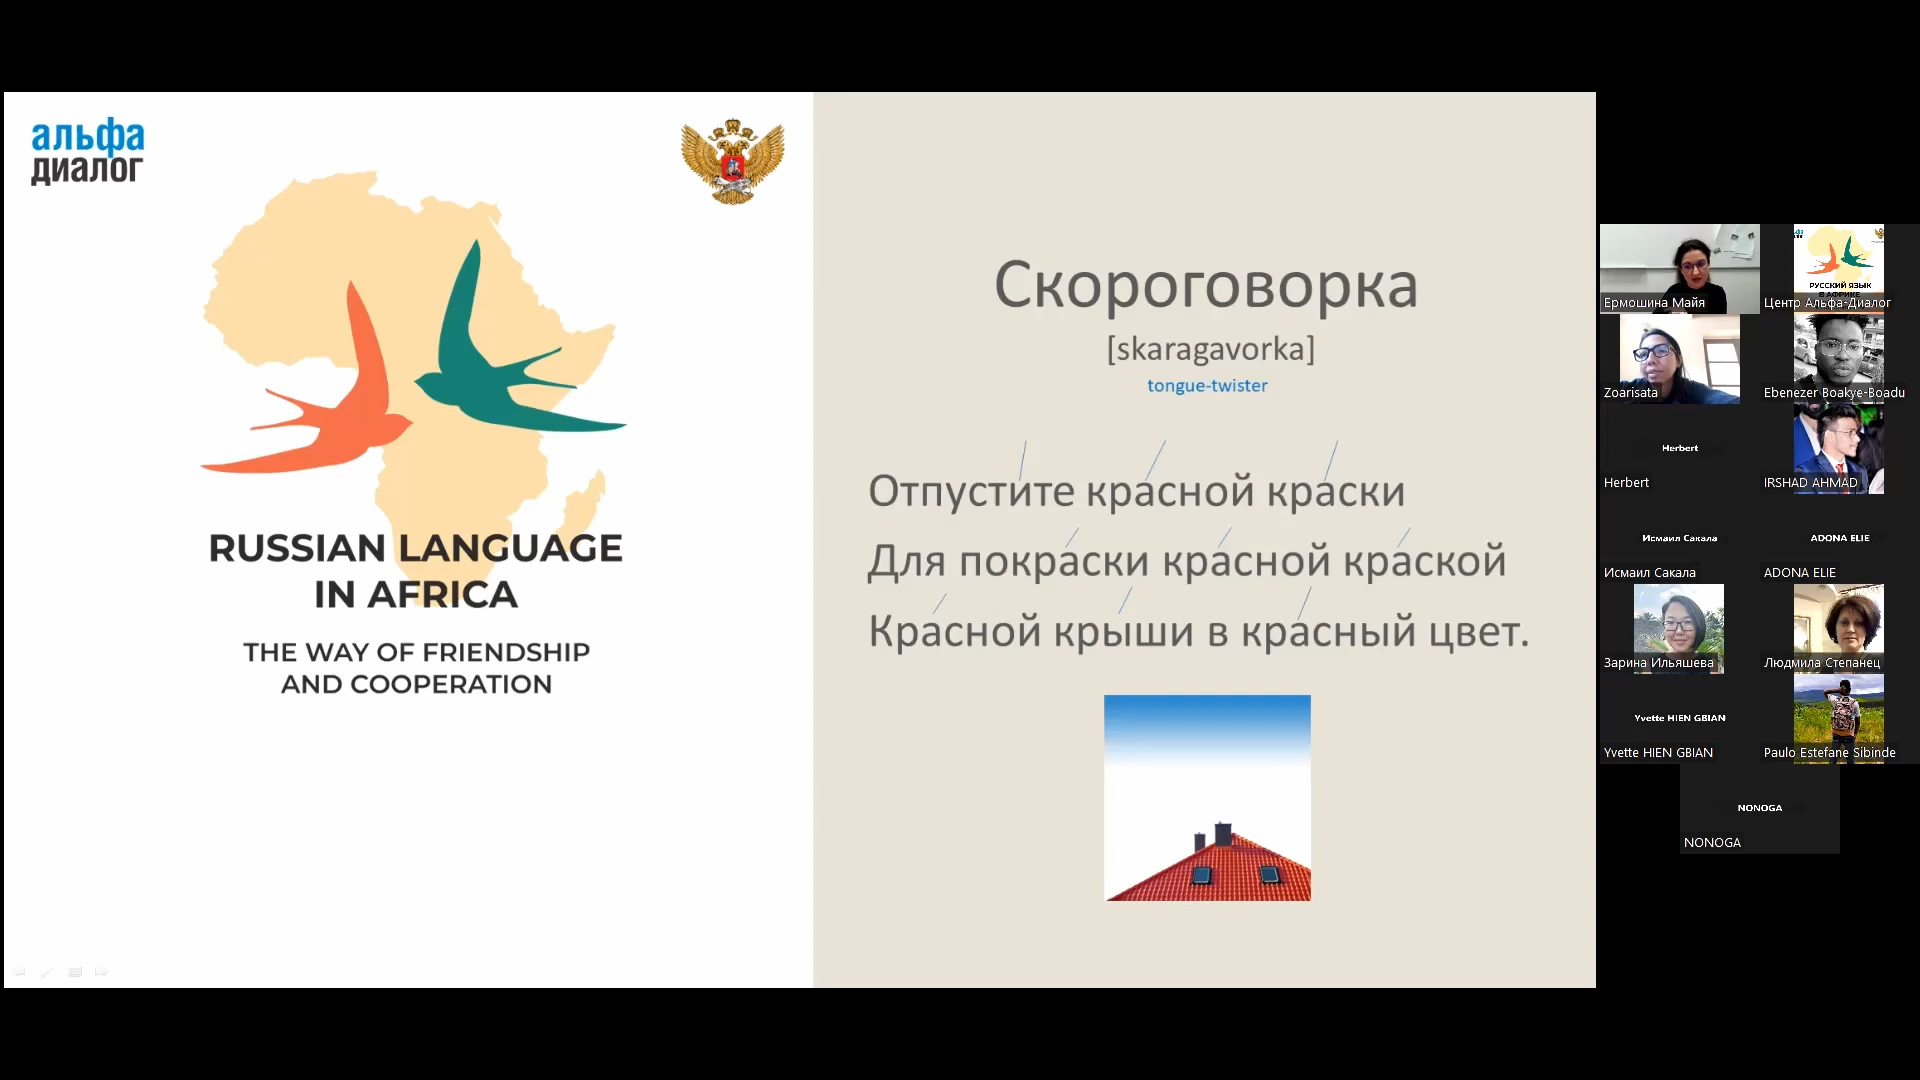 альфа
диалог
RUSSIAN LANGUAGE
IN AFRICA
THE WAY OF FRIENDSHIP
AND COOPERATION
Скороговорка
[skaragavorka]
tongue-twister
Отпустите красной краски
Для покраски красной краской
Красной крыши в красный цвет.
Ермошина Майя
РУССКИЙ ЯЗЫК
В АФРИКЕ
Центр Альфа-Диалог
Zoarisata
Ebenezer Boakye-Boadu
Herbert
Herbert
IRSHAD AHMAD
Исмаил Сакала
ADONA ELIE
Исмаил Сакала
ADONA ELIE
Зарина Ильяшева
Людмила Степанец
Yvette HIEN GBIAN
Yvette HIEN GBIAN
Paulo Estefane Sibinde
NONOGA
NONOGA